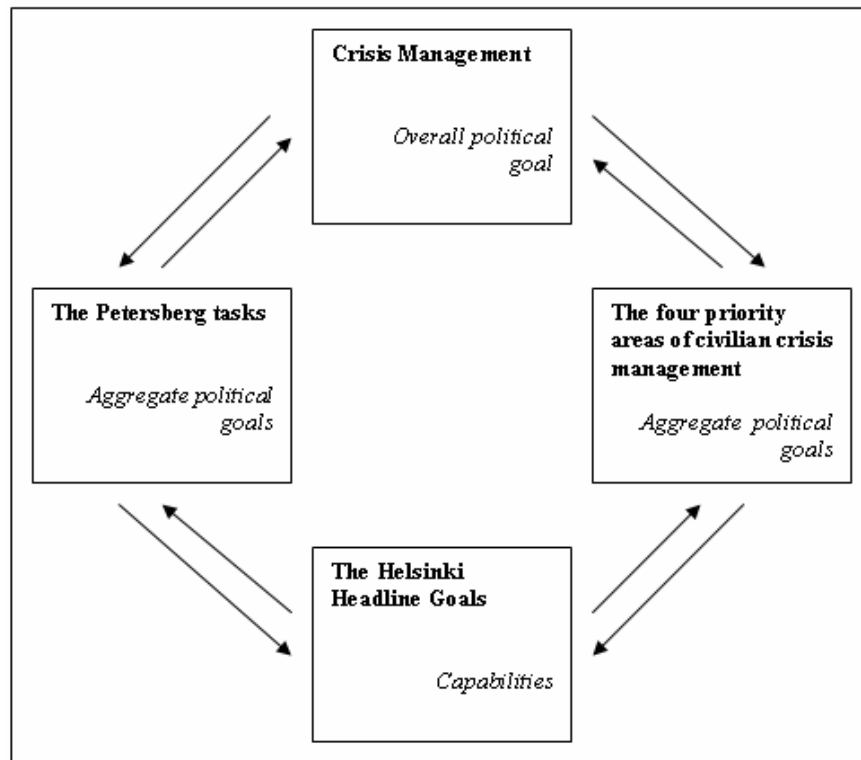 Crisis Management
Overall political
goal
The Petersberg tasks
Aggregate political
goals
The four priority
areas of civilian crisis
management
Aggregate political
goals
The Helsinki
Headline Goals
Capabilities